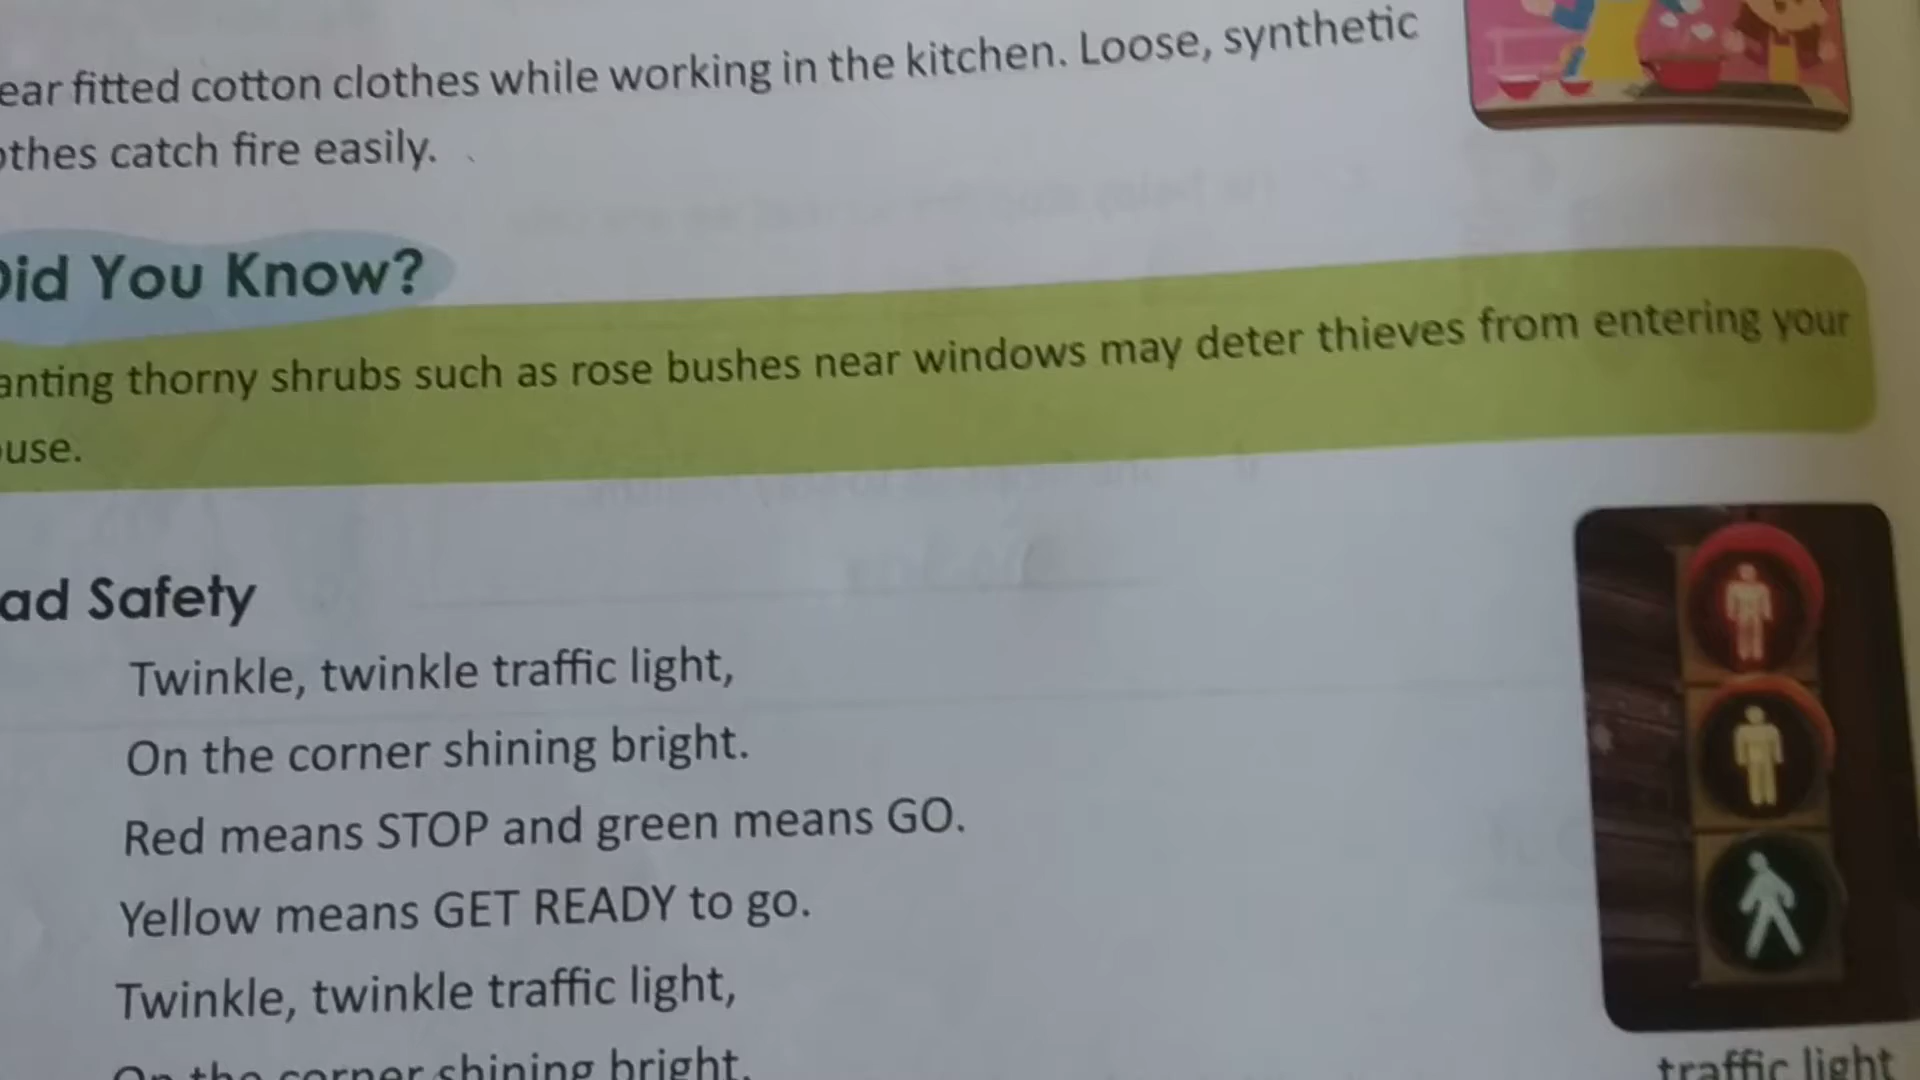 ear fitted cotton clothes while working in the kitchen. Loose, synthetic
othes catch fire easily.
Did You Know?
anting thorny shrubs such as rose bushes near windows may deter thieves from entering your
ouse.
ad Safety
Twinkle, twinkle traffic light,
On the corner shining bright.
Red means STOP and green means GO.
Yellow means GET READY to go.
Twinkle, twinkle traffic light,
On the corner shining bright.
traffic light